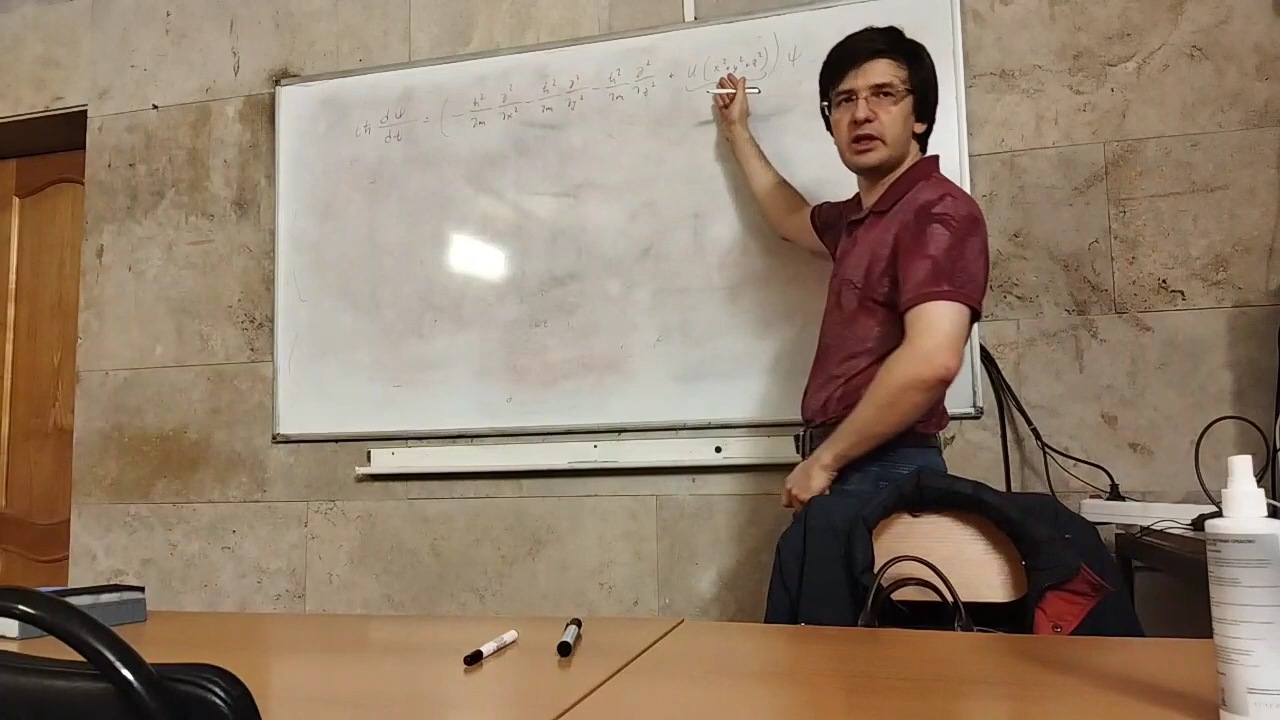 iħ dψ/dt = ( - ħ²/2m ∂²/∂x² - ħ²/2m ∂²/∂y² - ħ²/2m ∂²/∂z² + U(x²+y²+z²) ) ψ